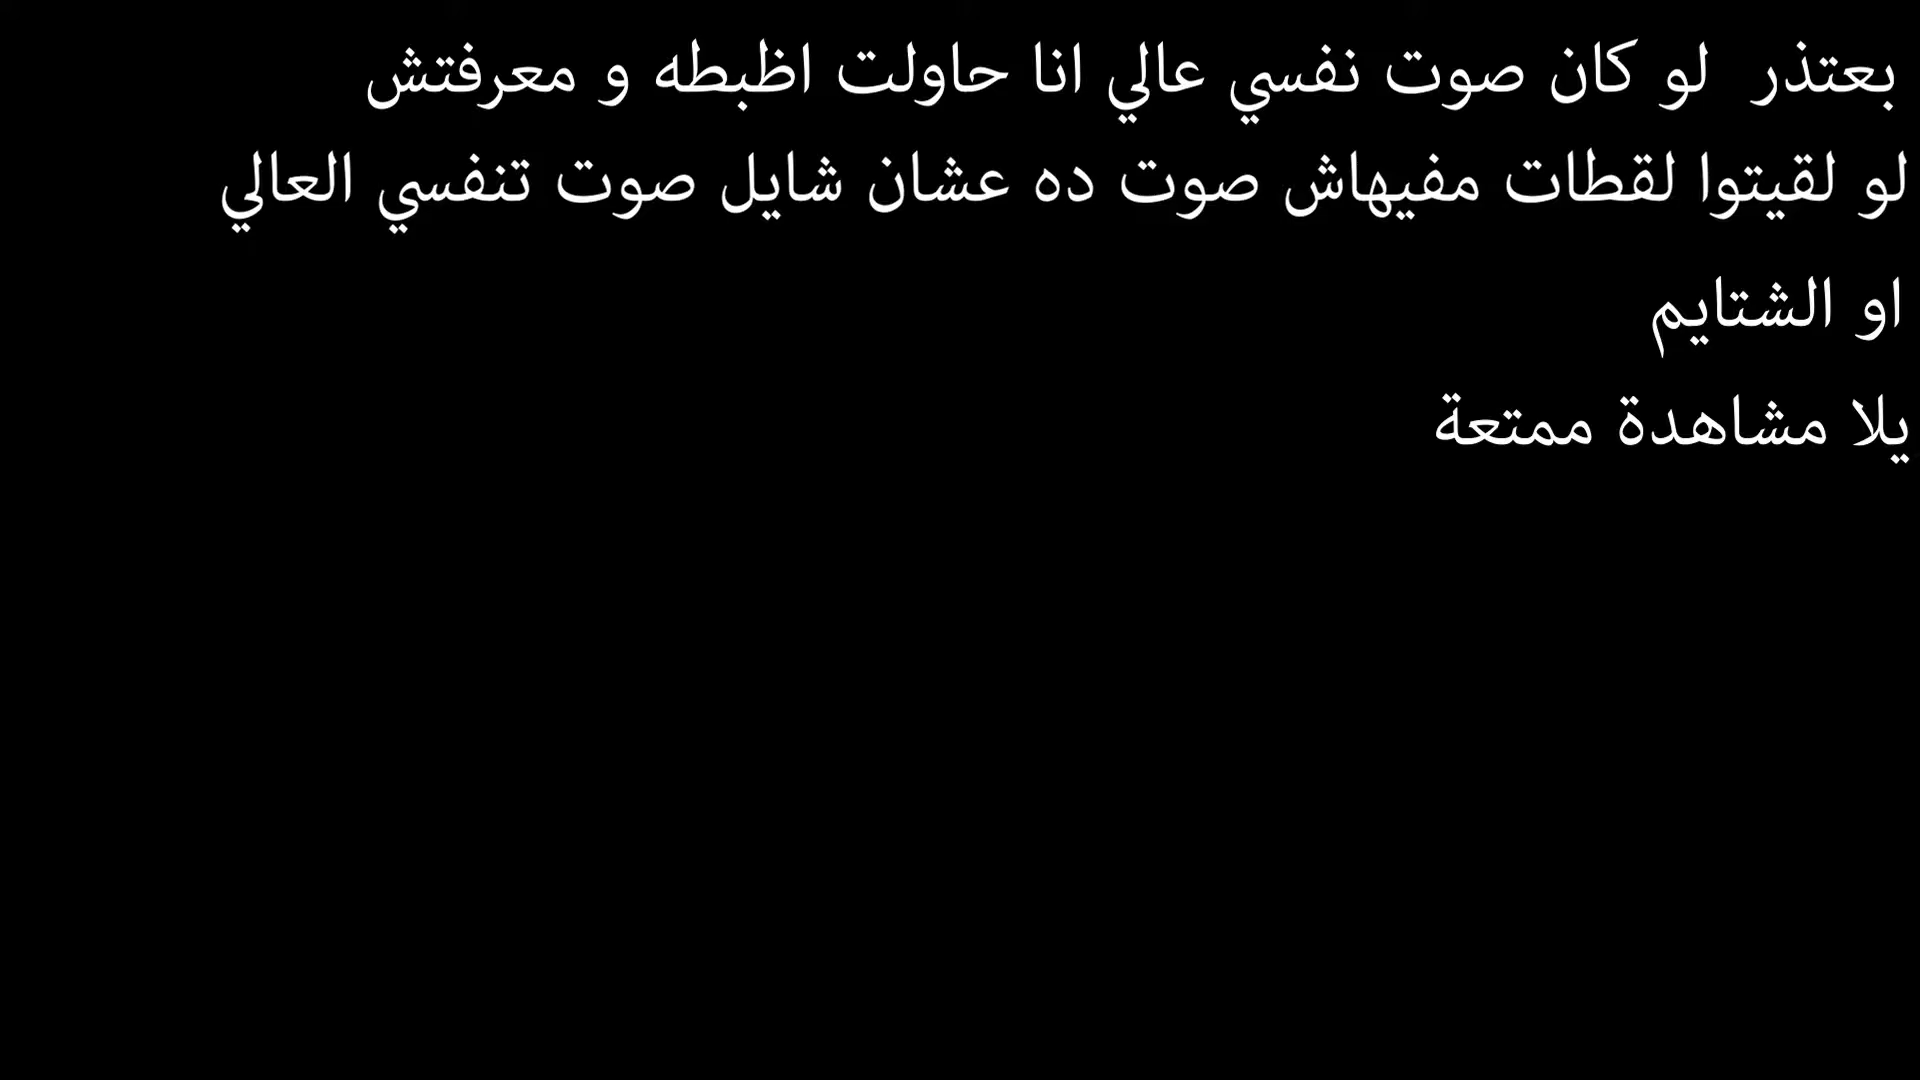 بعتذر  لو كان صوت نفسي عالي انا حاولت اظبطه و معرفتش
لو لقيتوا لقطات مفيهاش صوت ده عشان شايل صوت تنفسي العالي
او الشتايم
يلا مشاهدة ممتعة